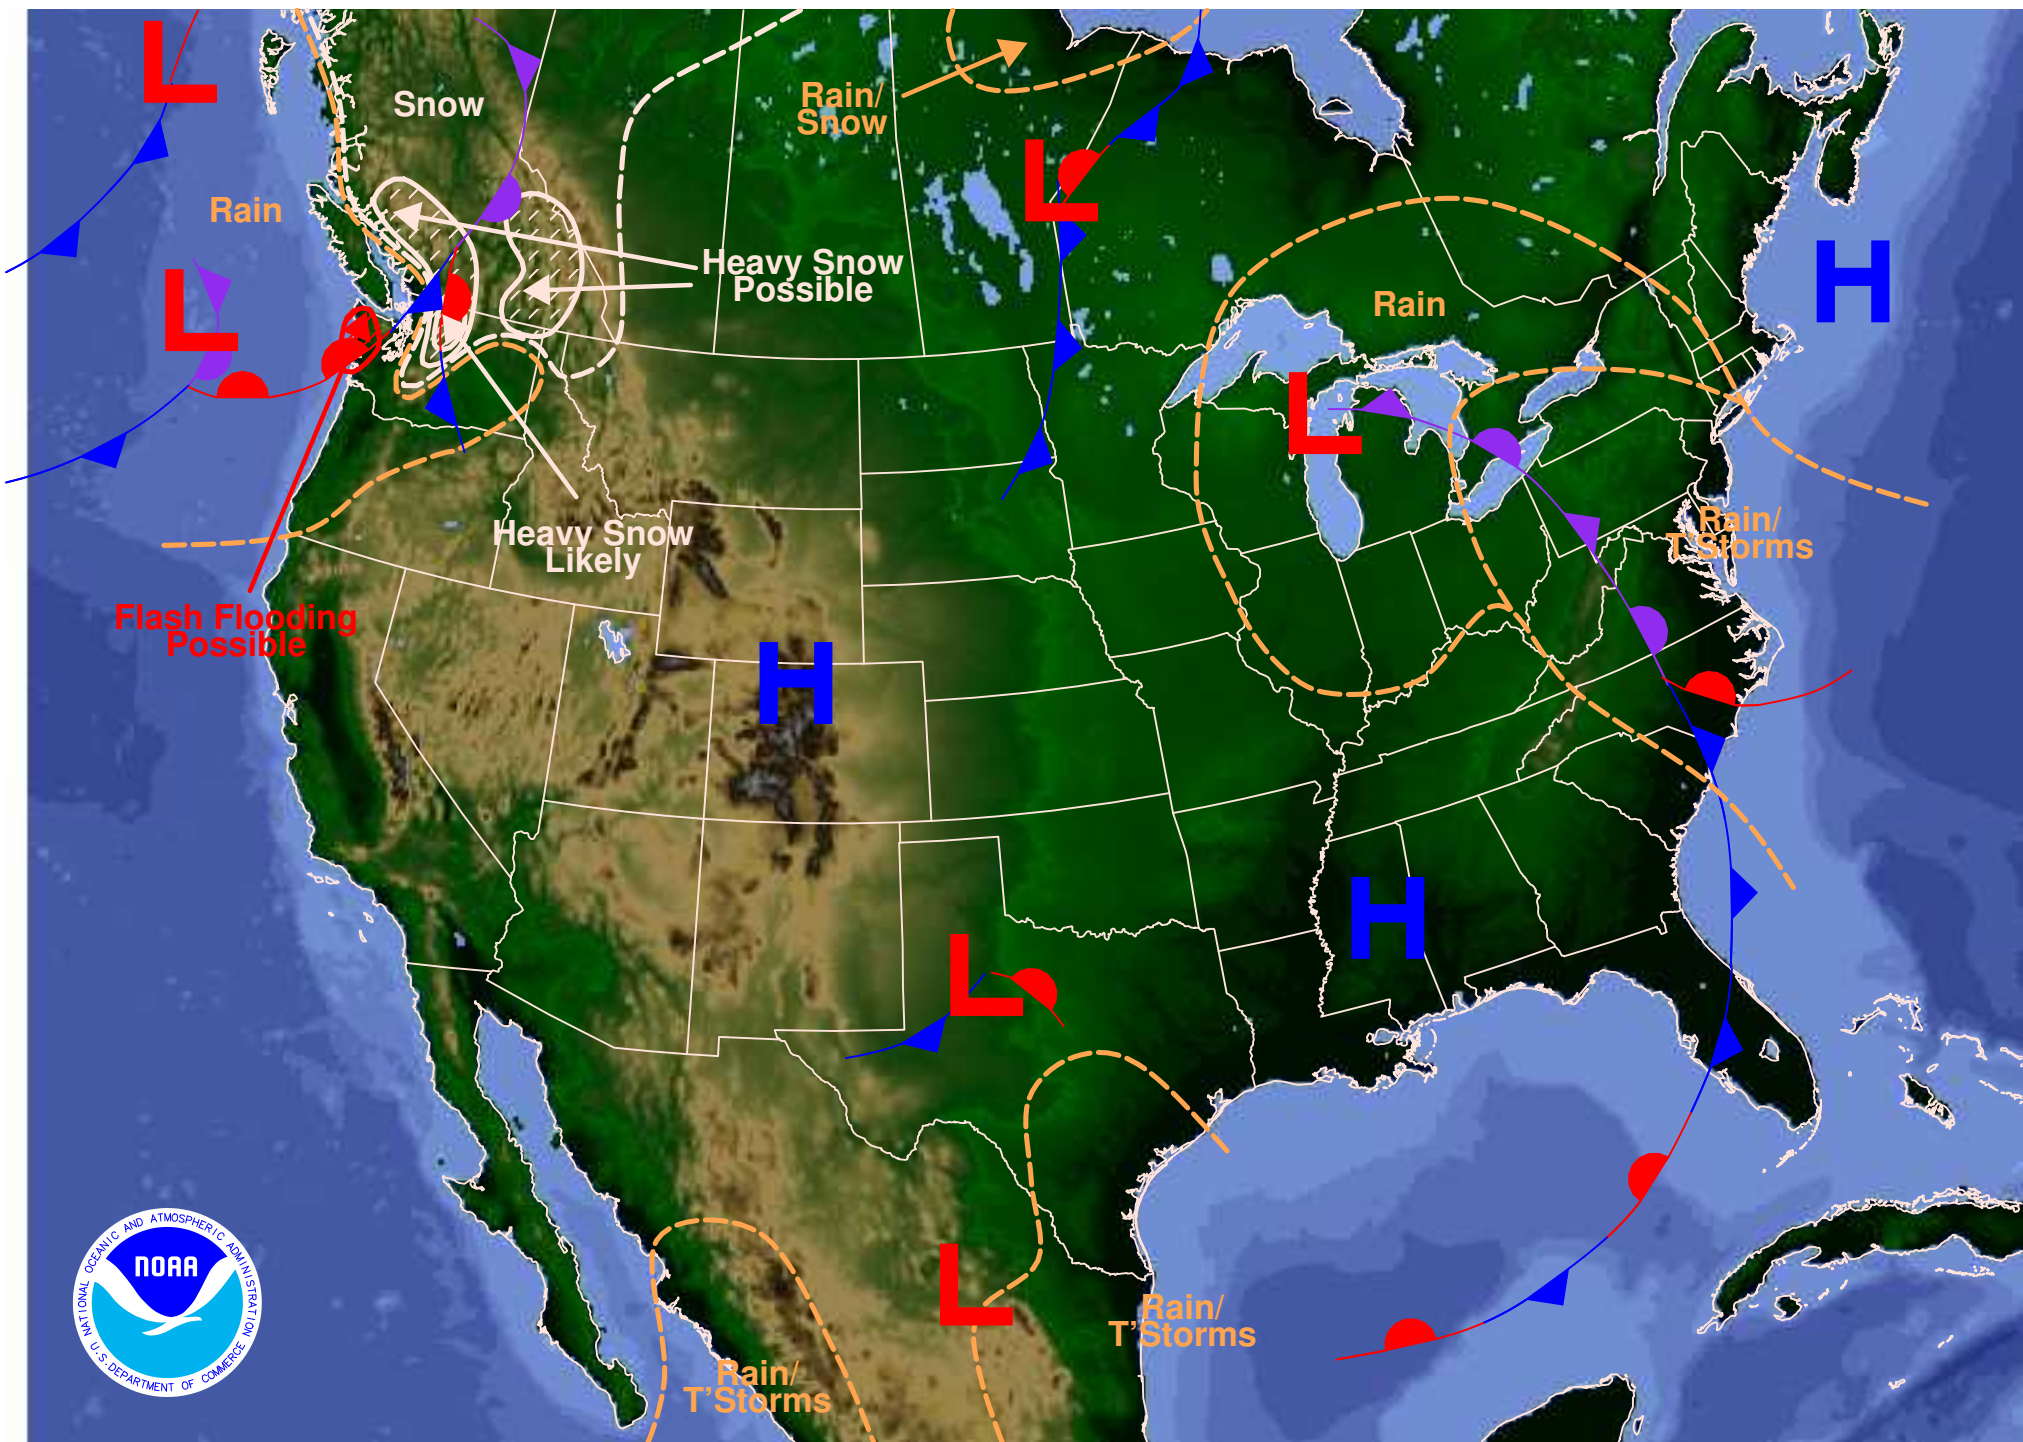 L
Snow
Rain/
Snow
L
Rain
H
Heavy Snow
Possible
L
Rain
L
Rain/
T'Storms
Heavy Snow
Likely
Flash Flooding
Possible
H
H
L
L
Rain/
T'Storms
Rain/
T'Storms
NATIONAL OCEANIC AND ATMOSPHERIC ADMINISTRATION
U.S. DEPARTMENT OF COMMERCE
NOAA